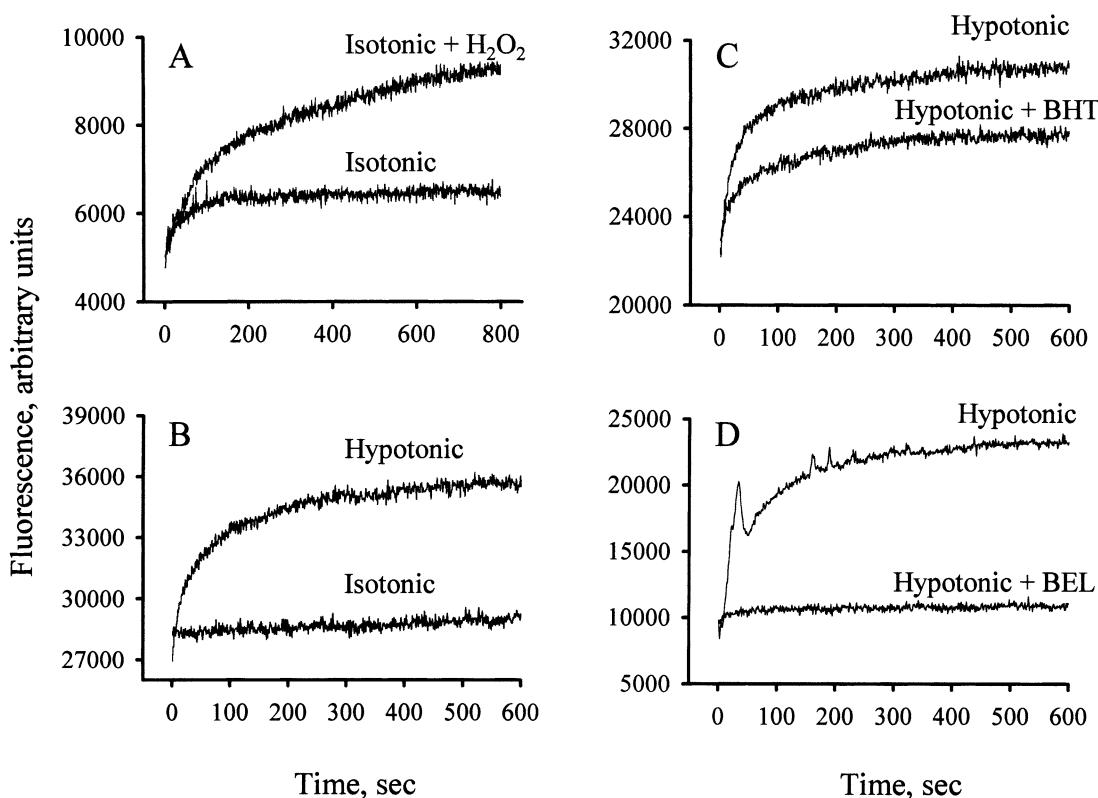 Fluorescence, arbitrary units
A
Isotonic + H₂O₂
Isotonic
10000
8000
6000
4000
0 200 400 600 800
B
Hypotonic
Isotonic
39000
36000
33000
30000
27000
0 100 200 300 400 500 600
Time, sec
C
Hypotonic
Hypotonic + BHT
32000
28000
24000
20000
0 100 200 300 400 500 600
D
Hypotonic
Hypotonic + BEL
25000
20000
15000
10000
5000
0 100 200 300 400 500 600
Time, sec